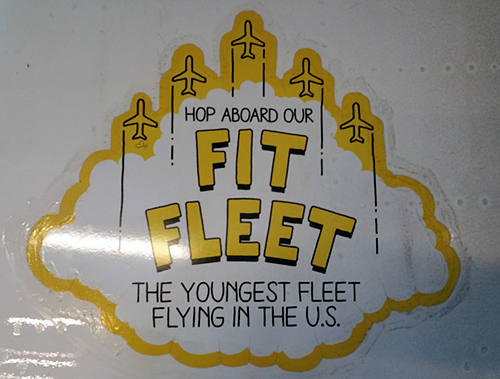 HOP ABOARD OUR
FIT
FLEET
THE YOUNGEST FLEET
FLYING IN THE U.S.